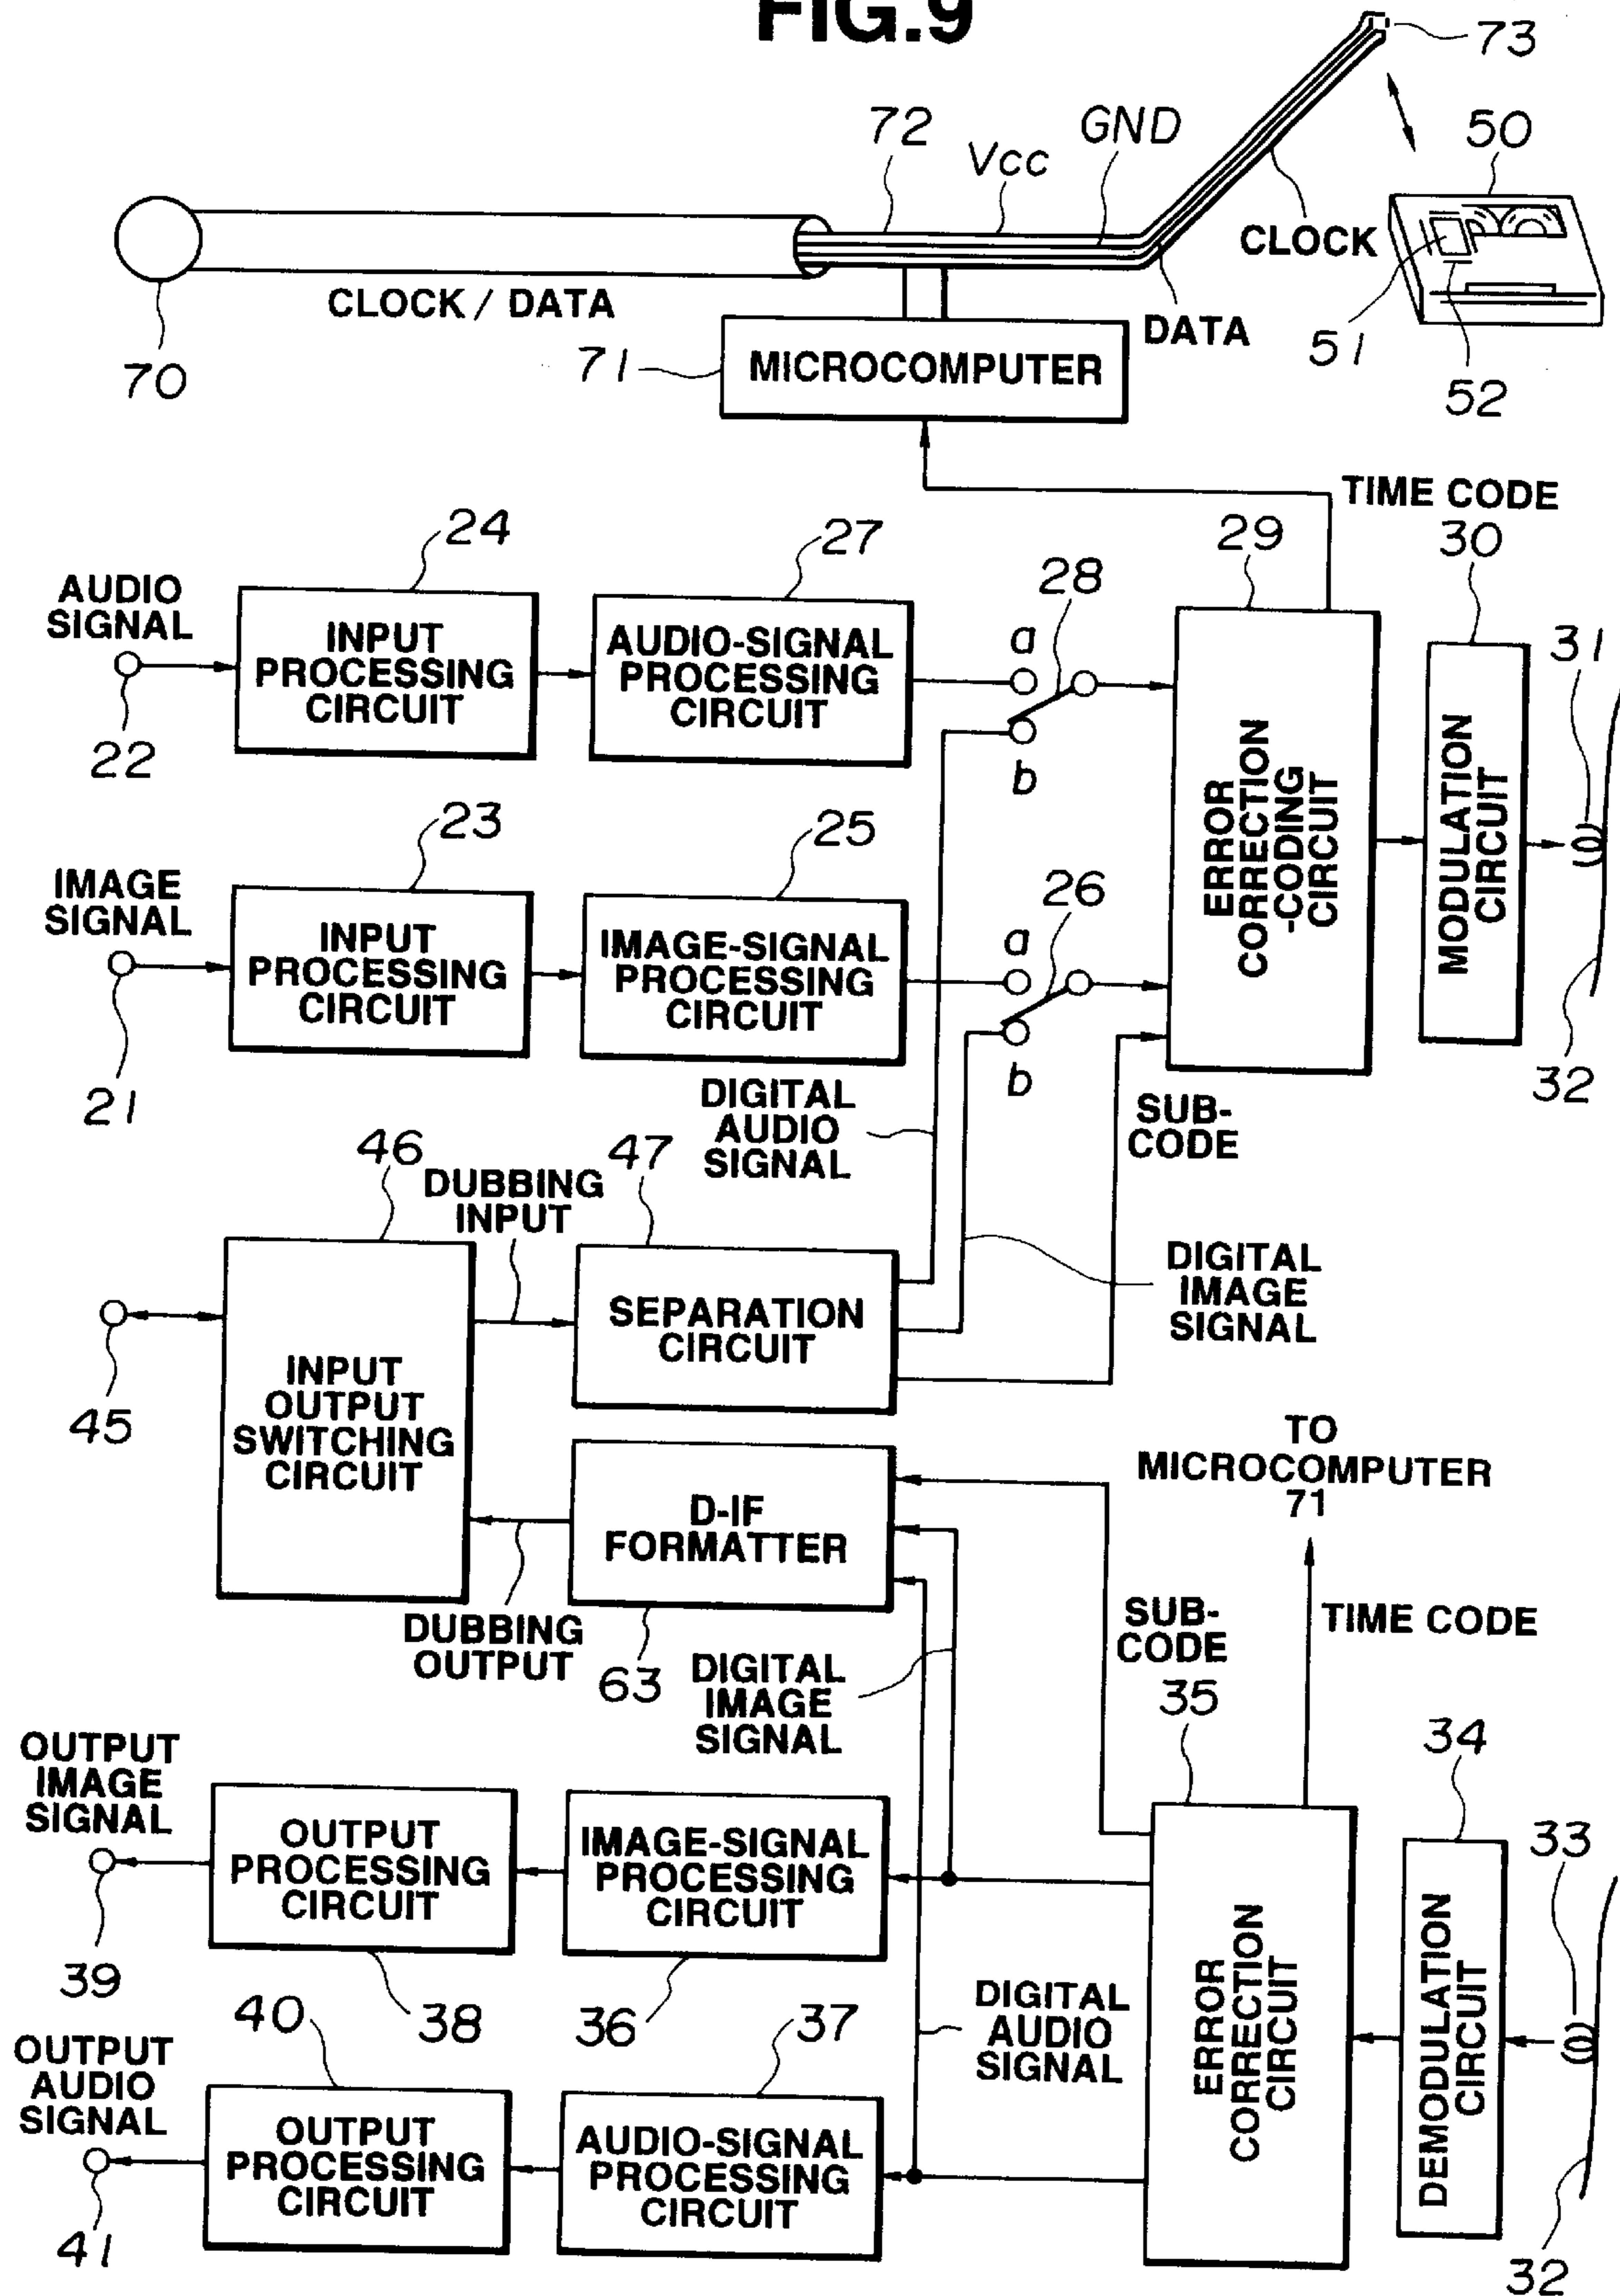 FIG.9
73
72
GND
Vcc
50
CLOCK
CLOCK / DATA
DATA
51
52
70
71
MICROCOMPUTER
TIME CODE
24
27
28
29
30
31
AUDIO
SIGNAL
INPUT
PROCESSING
CIRCUIT
AUDIO-SIGNAL
PROCESSING
CIRCUIT
a
b
22
ERROR
CORRECTION
-CODING
CIRCUIT
MODULATION
CIRCUIT
23
25
26
IMAGE
SIGNAL
INPUT
PROCESSING
CIRCUIT
IMAGE-SIGNAL
PROCESSING
CIRCUIT
a
b
21
32
DIGITAL
AUDIO
SIGNAL
SUB-
CODE
46
DUBBING
INPUT
47
DIGITAL
IMAGE
SIGNAL
SEPARATION
CIRCUIT
45
INPUT
OUTPUT
SWITCHING
CIRCUIT
TO
MICROCOMPUTER
71
D-IF
FORMATTER
DUBBING
OUTPUT
63
DIGITAL
IMAGE
SIGNAL
SUB-
CODE
TIME CODE
35
34
33
OUTPUT
IMAGE
SIGNAL
OUTPUT
PROCESSING
CIRCUIT
IMAGE-SIGNAL
PROCESSING
CIRCUIT
39
38
36
ERROR
CORRECTION
CIRCUIT
DEMODULATION
CIRCUIT
DIGITAL
AUDIO
SIGNAL
40
37
OUTPUT
AUDIO
SIGNAL
OUTPUT
PROCESSING
CIRCUIT
AUDIO-SIGNAL
PROCESSING
CIRCUIT
41
32